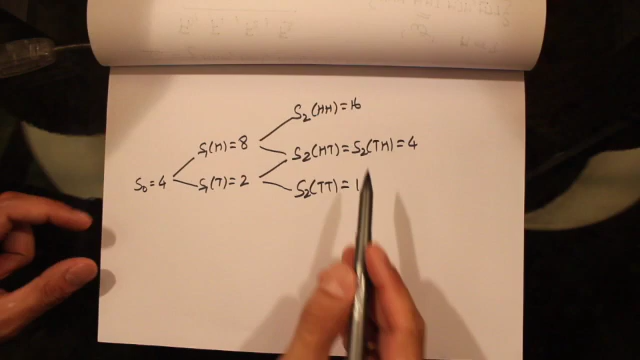 S₂(HH) = 16
S₁(H) = 8
S₂(HT) = S₂(TH) = 4
S₀ = 4
S₁(T) = 2
S₂(TT) = 1